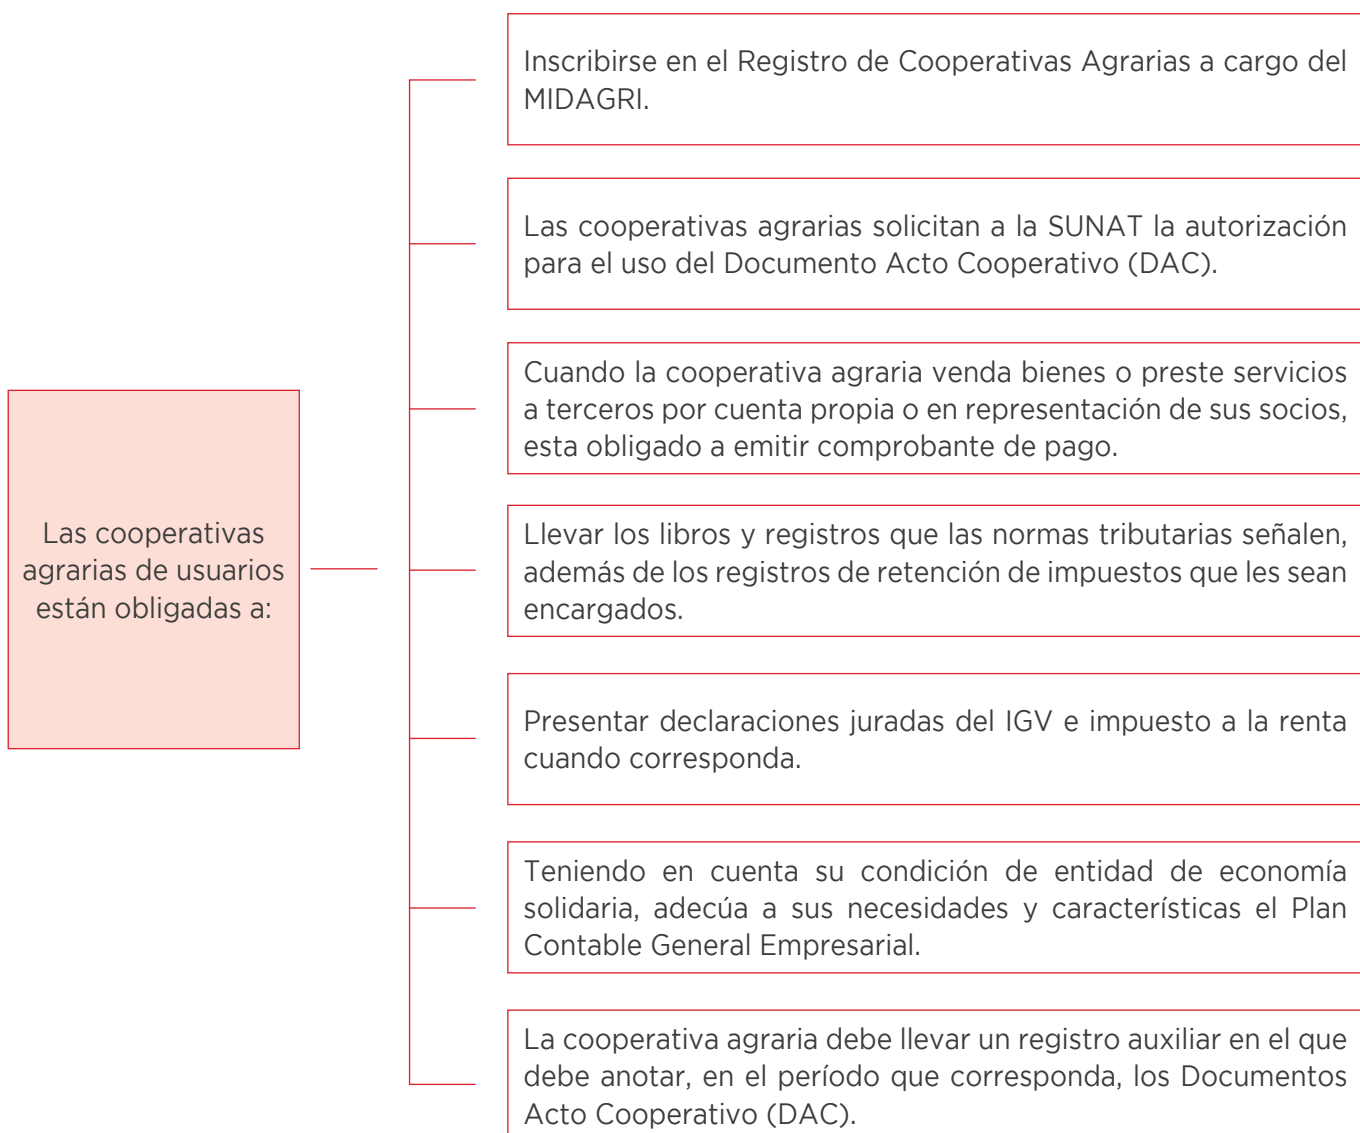 Inscribirse en el Registro de Cooperativas Agrarias a cargo del
MIDAGRI.
Las cooperativas agrarias solicitan a la SUNAT la autorización
para el uso del Documento Acto Cooperativo (DAC).
Cuando la cooperativa agraria venda bienes o preste servicios
a terceros por cuenta propia o en representación de sus socios,
esta obligado a emitir comprobante de pago.
Las cooperativas
agrarias de usuarios
están obligadas a:
Llevar los libros y registros que las normas tributarias señalen,
además de los registros de retención de impuestos que les sean
encargados.
Presentar declaraciones juradas del IGV e impuesto a la renta
cuando corresponda.
Teniendo en cuenta su condición de entidad de economía
solidaria, adecúa a sus necesidades y características el Plan
Contable General Empresarial.
La cooperativa agraria debe llevar un registro auxiliar en el que
debe anotar, en el período que corresponda, los Documentos
Acto Cooperativo (DAC).